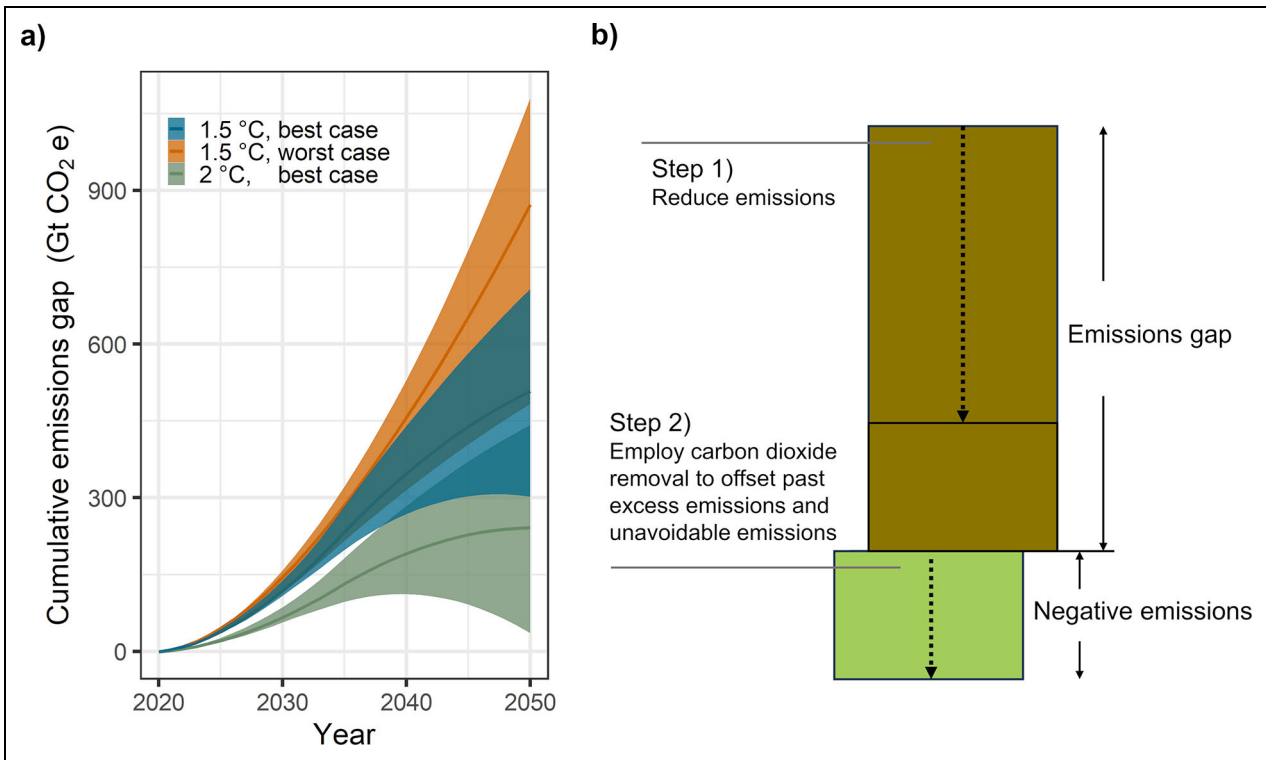 a)
Cumulative emissions gap (Gt CO₂ e)
900
600
300
0
1.5 °C, best case
1.5 °C, worst case
2 °C, best case
2020 2030 2040 2050
Year
b)
Step 1)
Reduce emissions
Emissions gap
Step 2)
Employ carbon dioxide
removal to offset past
excess emissions and
unavoidable emissions
Negative emissions